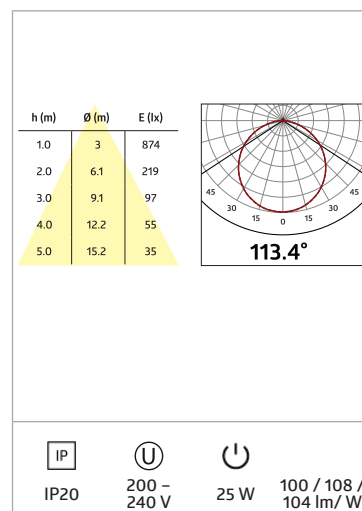 h (m) Ø (m) E (lx)
1.0 3 874
2.0 6.1 219
3.0 9.1 97
4.0 12.2 55
5.0 15.2 35
45 30 15 0 15 30 45
113.4°
IP U
IP20 200 – 240 V 25 W 100 / 108 / 104 lm/ W